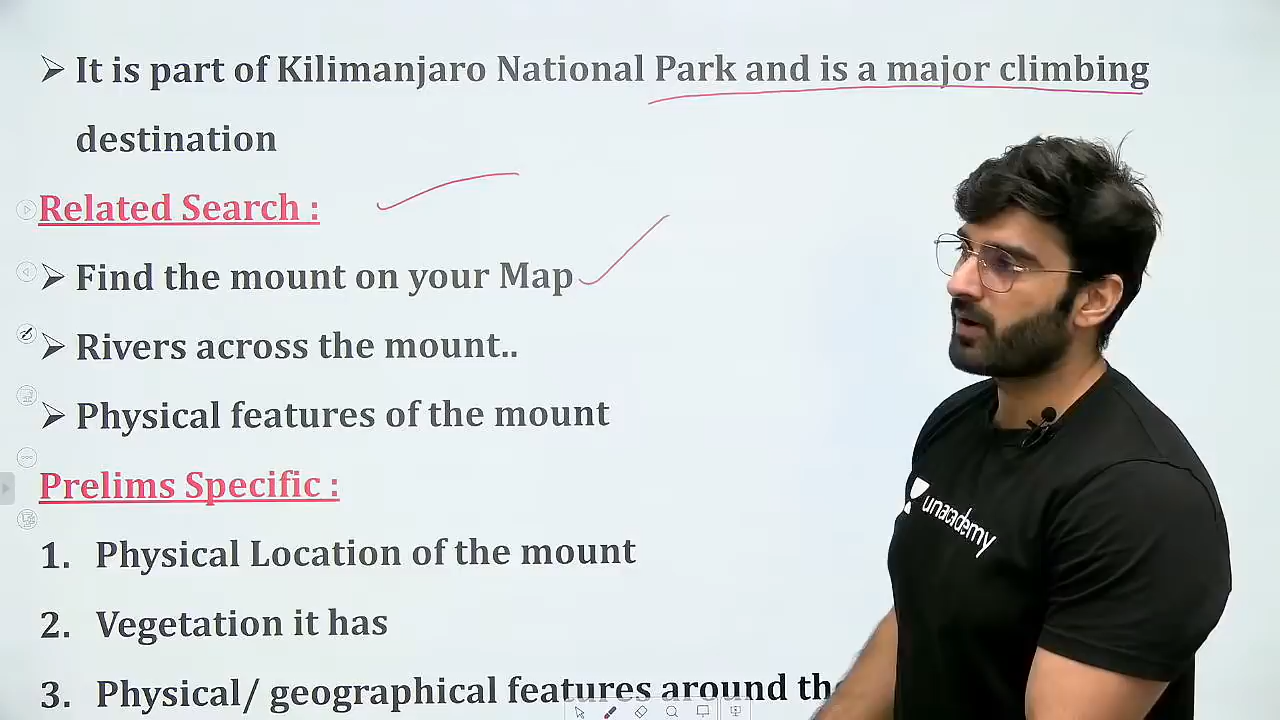 ➢ It is part of Kilimanjaro National Park and is a major climbing
destination
Related Search :
➢ Find the mount on your Map
➢ Rivers across the mount..
➢ Physical features of the mount
Prelims Specific :
1. Physical Location of the mount
2. Vegetation it has
3. Physical/ geographical features around th
unacademy